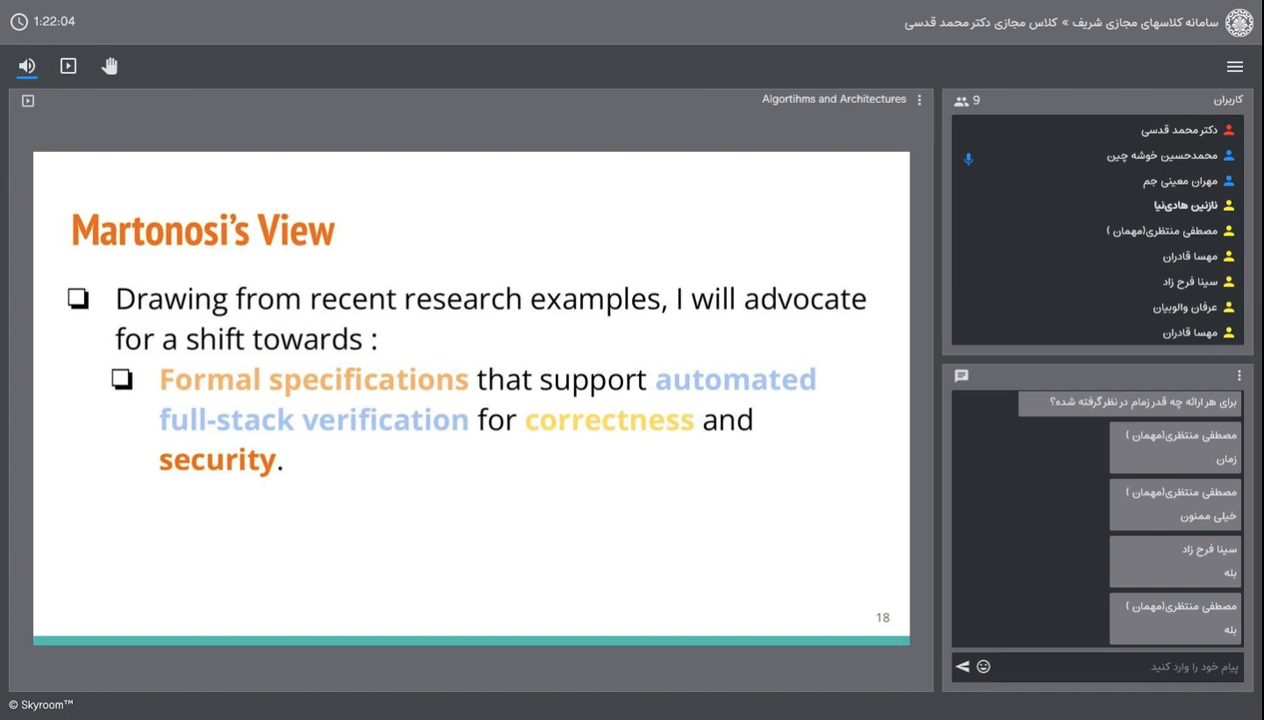 1:22:04
سامانه کلاسهای مجازی شریف » کلاس مجازی دکتر محمد قدسی
Algortihms and Architectures
Martonosi's View
Drawing from recent research examples, I will advocate
for a shift towards :
Formal specifications that support automated
full-stack verification for correctness and
security.
18
کاربران
9
دکتر محمد قدسی
محمدحسین خوشه چین
مهران معینی جم
نازنین هادی‌نیا
مصطفی منتظری(مهمان )
مهسا قادران
سینا فرح زاد
عرفان والوبیان
مهسا قادران
برای هر ارائه چه قدر زمام در نظر گرفته شده؟
مصطفی منتظری(مهمان )
زمان
مصطفی منتظری(مهمان )
خیلی ممنون
سینا فرح زاد
بله
مصطفی منتظری(مهمان )
بله
پیام خود را وارد کنید
© Skyroom™